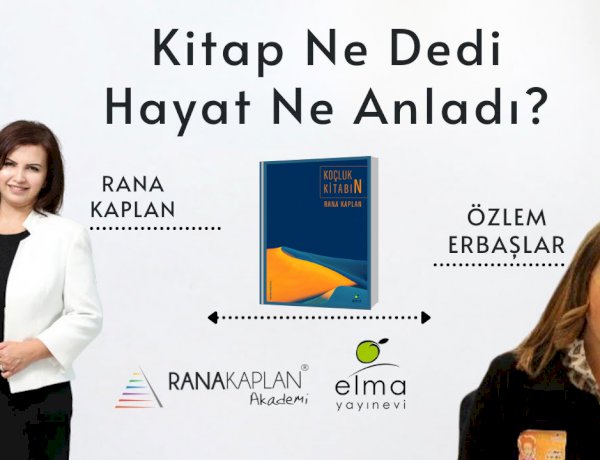 Kitap Ne Dedi
Hayat Ne Anladı?
RANA
KAPLAN
KOÇLUK
KİTABIN
RANA KAPLAN
ÖZLEM
ERBAŞLAR
RANAKAPLAN®
Akademi
elma
yayınevi